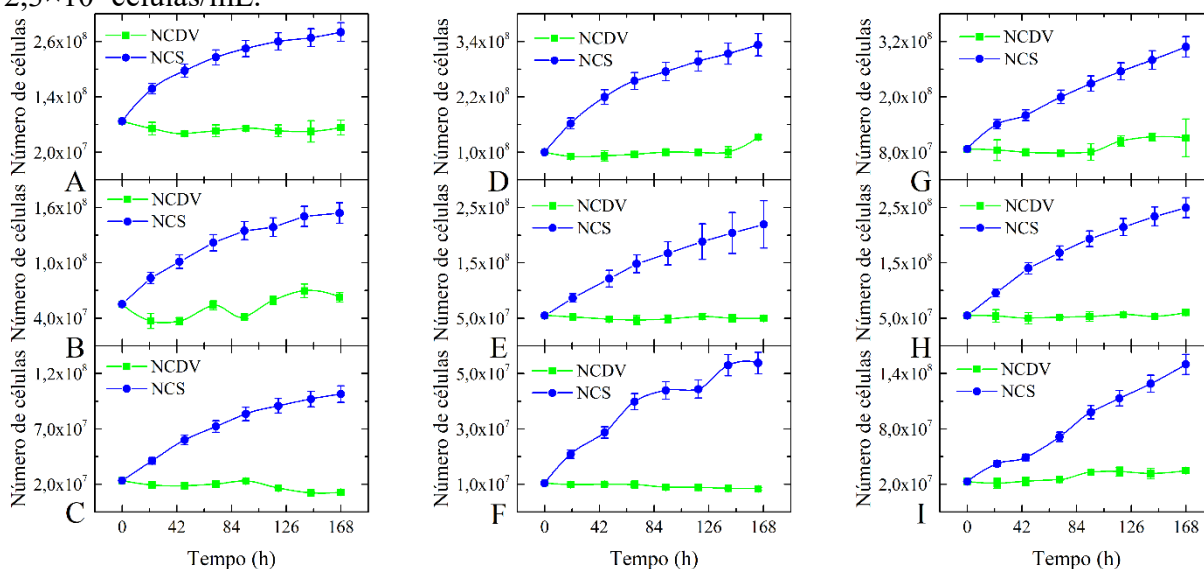 células/mL.
Número de células
2,6x10⁸
1,4x10⁸
2,0x10⁷
NCDV
NCS
A
Número de células
3,4x10⁸
2,2x10⁸
1,0x10⁸
NCDV
NCS
D
Número de células
3,2x10⁸
2,0x10⁸
8,0x10⁷
NCDV
NCS
G
Número de células
1,6x10⁸
1,0x10⁸
4,0x10⁷
NCDV
NCS
B
Número de células
2,5x10⁸
1,5x10⁸
5,0x10⁷
NCDV
NCS
E
Número de células
2,5x10⁸
1,5x10⁸
5,0x10⁷
NCDV
NCS
H
Número de células
1,2x10⁸
7,0x10⁷
2,0x10⁷
NCDV
NCS
C
0 42 84 126 168
Tempo (h)
Número de células
5,0x10⁷
3,0x10⁷
1,0x10⁷
NCDV
NCS
F
0 42 84 126 168
Tempo (h)
Número de células
1,4x10⁸
8,0x10⁷
2,0x10⁷
NCDV
NCS
I
0 42 84 126 168
Tempo (h)